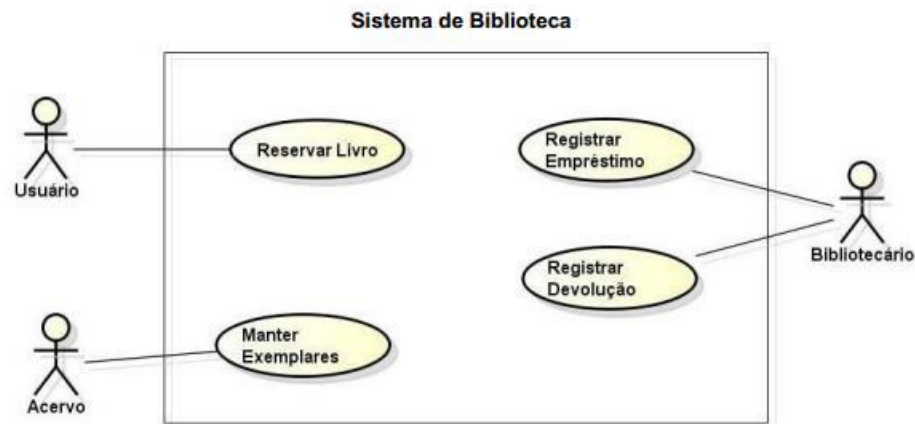 Sistema de Biblioteca
Usuário
Reservar Livro
Registrar
Empréstimo
Bibliotecário
Registrar
Devolução
Manter
Exemplares
Acervo